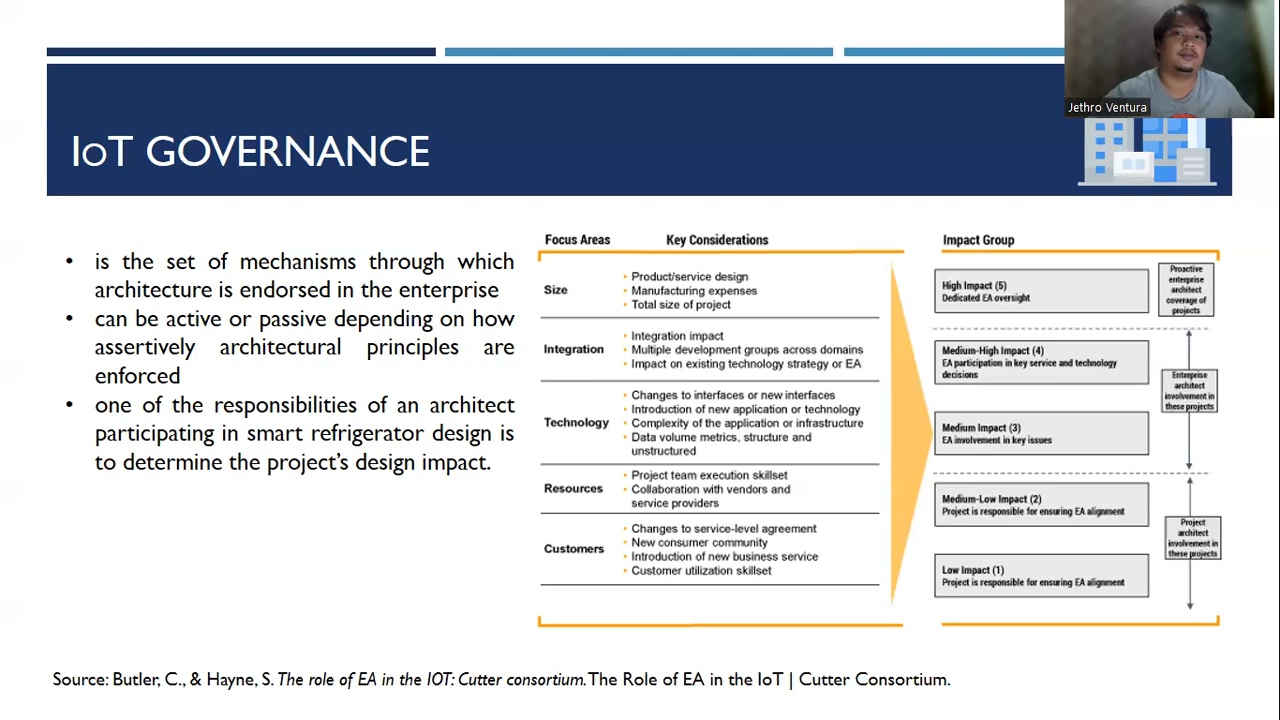 Jethro Ventura
IoT GOVERNANCE
• is the set of mechanisms through which
architecture is endorsed in the enterprise
• can be active or passive depending on how
assertively architectural principles are
enforced
• one of the responsibilities of an architect
participating in smart refrigerator design is
to determine the project's design impact.
Focus Areas Key Considerations
Size
• Product/service design
• Manufacturing expenses
• Total size of project
Integration
• Integration impact
• Multiple development groups across domains
• Impact on existing technology strategy or EA
Technology
• Changes to interfaces or new interfaces
• Introduction of new application or technology
• Complexity of the application or infrastructure
• Data volume metrics, structure and
unstructured
Resources
• Project team execution skillset
• Collaboration with vendors and
service providers
Customers
• Changes to service-level agreement
• New consumer community
• Introduction of new business service
• Customer utilization skillset
Impact Group
High Impact (5)
Dedicated EA oversight
Medium-High Impact (4)
EA participation in key service and technology
decisions
Medium Impact (3)
EA involvement in key issues
Medium-Low Impact (2)
Project is responsible for ensuring EA alignment
Low Impact (1)
Project is responsible for ensuring EA alignment
Proactive
enterprise
architect
coverage of
projects
Enterprise
architect
involvement in
these projects
Project
architect
involvement in
these projects
Source: Butler, C., & Hayne, S. The role of EA in the IOT: Cutter consortium. The Role of EA in the IoT | Cutter Consortium.